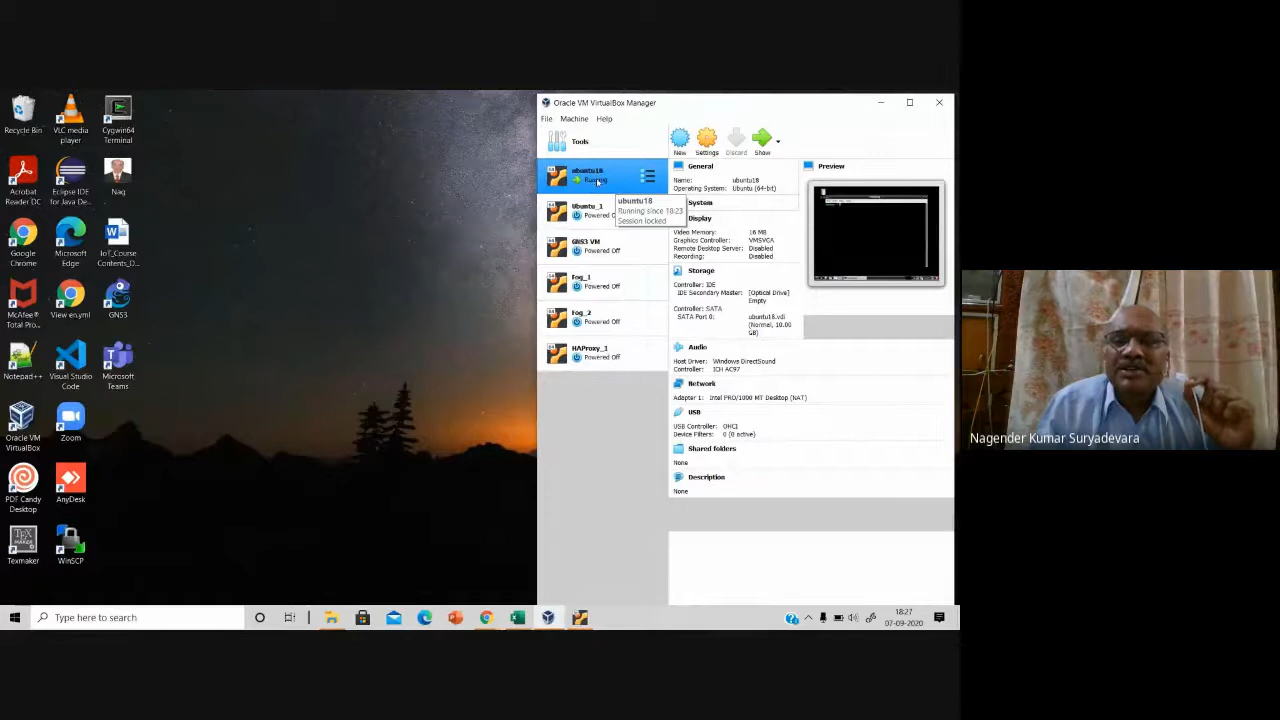 Recycle Bin
VLC media
player
Cygwin64
Terminal
Acrobat
Reader DC
Eclipse IDE
for Java De...
Naq
Google
Chrome
Microsoft
Edge
IoT_Course
Contents_D...
McAfee®
Total Pro...
View en.yml
GNS3
Notepad++
Visual Studio
Code
Microsoft
Teams
Oracle VM
VirtualBox
Zoom
PDF Candy
Desktop
AnyDesk
TEX
MAKER
Texmaker
WinSCP
Oracle VM VirtualBox Manager
File Machine Help
Tools
New Settings Discard Show
ubuntu18
Running
Ubuntu_1
Powered O
ubuntu18
Running since 18:23
Session locked
GNS3 VM
Powered Off
Fog_1
Powered Off
Fog_2
Powered Off
HAProxy_1
Powered Off
General
Name: ubuntu18
Operating System: Ubuntu (64-bit)
System
Display
Video Memory: 16 MB
Graphics Controller: VMSVGA
Remote Desktop Server: Disabled
Recording: Disabled
Storage
Controller: IDE
IDE Secondary Master: [Optical Drive]
Empty
Controller: SATA
SATA Port 0: ubuntu18.vdi
(Normal, 10.00
GB)
Audio
Host Driver: Windows DirectSound
Controller: ICH AC97
Network
Adapter 1: Intel PRO/1000 MT Desktop (NAT)
USB
USB Controller: OHCI
Device Filters: 0 (0 active)
Shared folders
None
Description
None
Preview
Nagender Kumar Suryadevara
Type here to search
18:27
07-09-2020